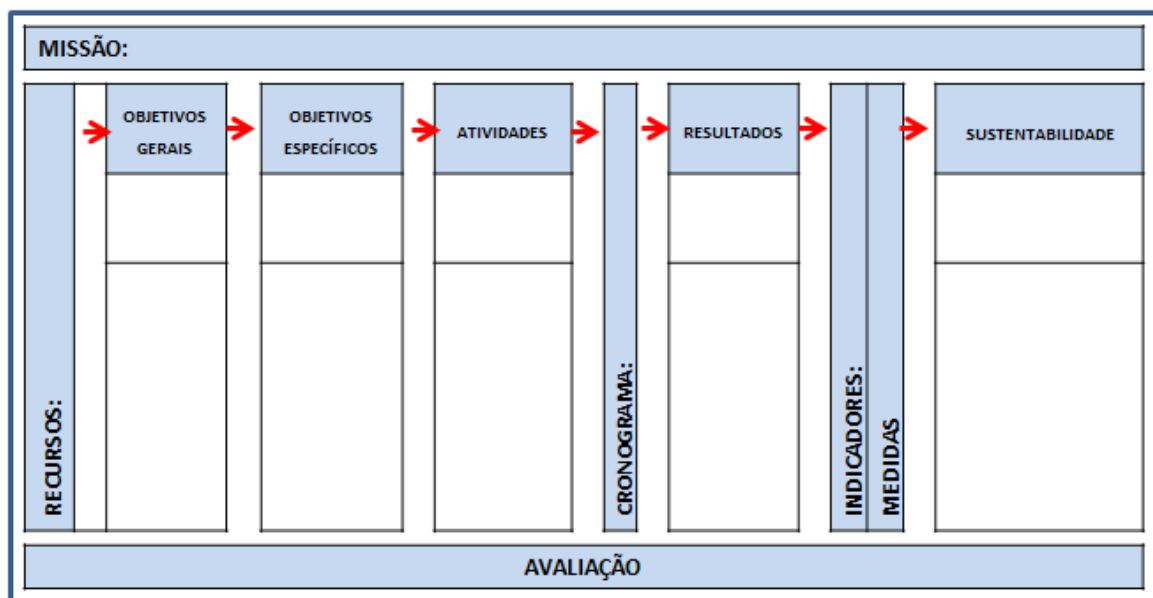 MISSÃO:
RECURSOS:
OBJETIVOS
GERAIS
OBJETIVOS
ESPECÍFICOS
ATIVIDADES
CRONOGRAMA:
RESULTADOS
INDICADORES:
MEDIDAS
SUSTENTABILIDADE
AVALIAÇÃO